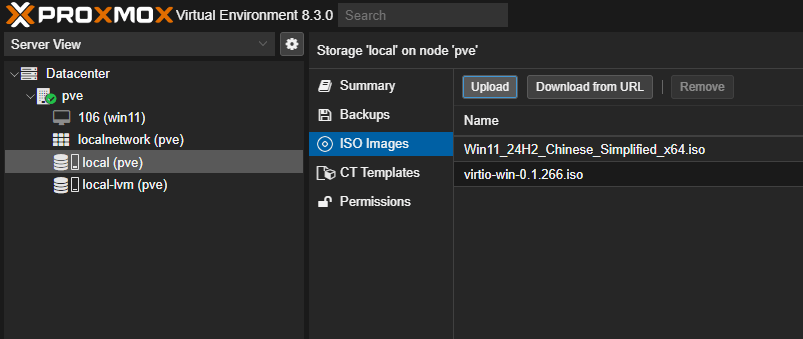 PROXMOX Virtual Environment 8.3.0 Search
Server View
Datacenter
pve
106 (win11)
localnetwork (pve)
local (pve)
local-lvm (pve)
Storage 'local' on node 'pve'
Summary
Backups
ISO Images
CT Templates
Permissions
Upload Download from URL Remove
Name
Win11_24H2_Chinese_Simplified_x64.iso
virtio-win-0.1.266.iso